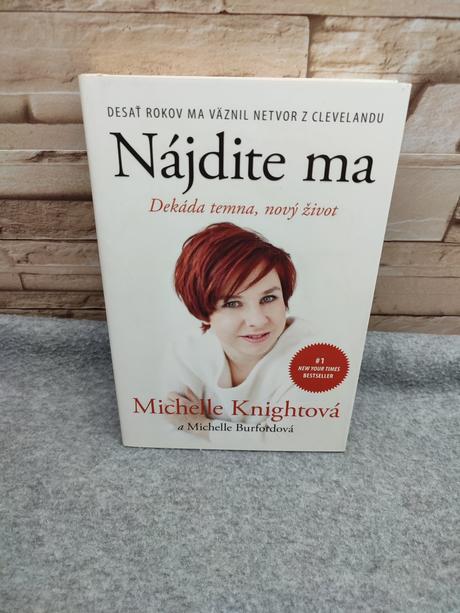 DESAŤ ROKOV MA VÄZNIL NETVOR Z CLEVELANDU
Nájdite ma
Dekáda temna, nový život
#1
NEW YORK TIMES
BESTSELLER
Michelle Knightová
a Michelle Burfordová